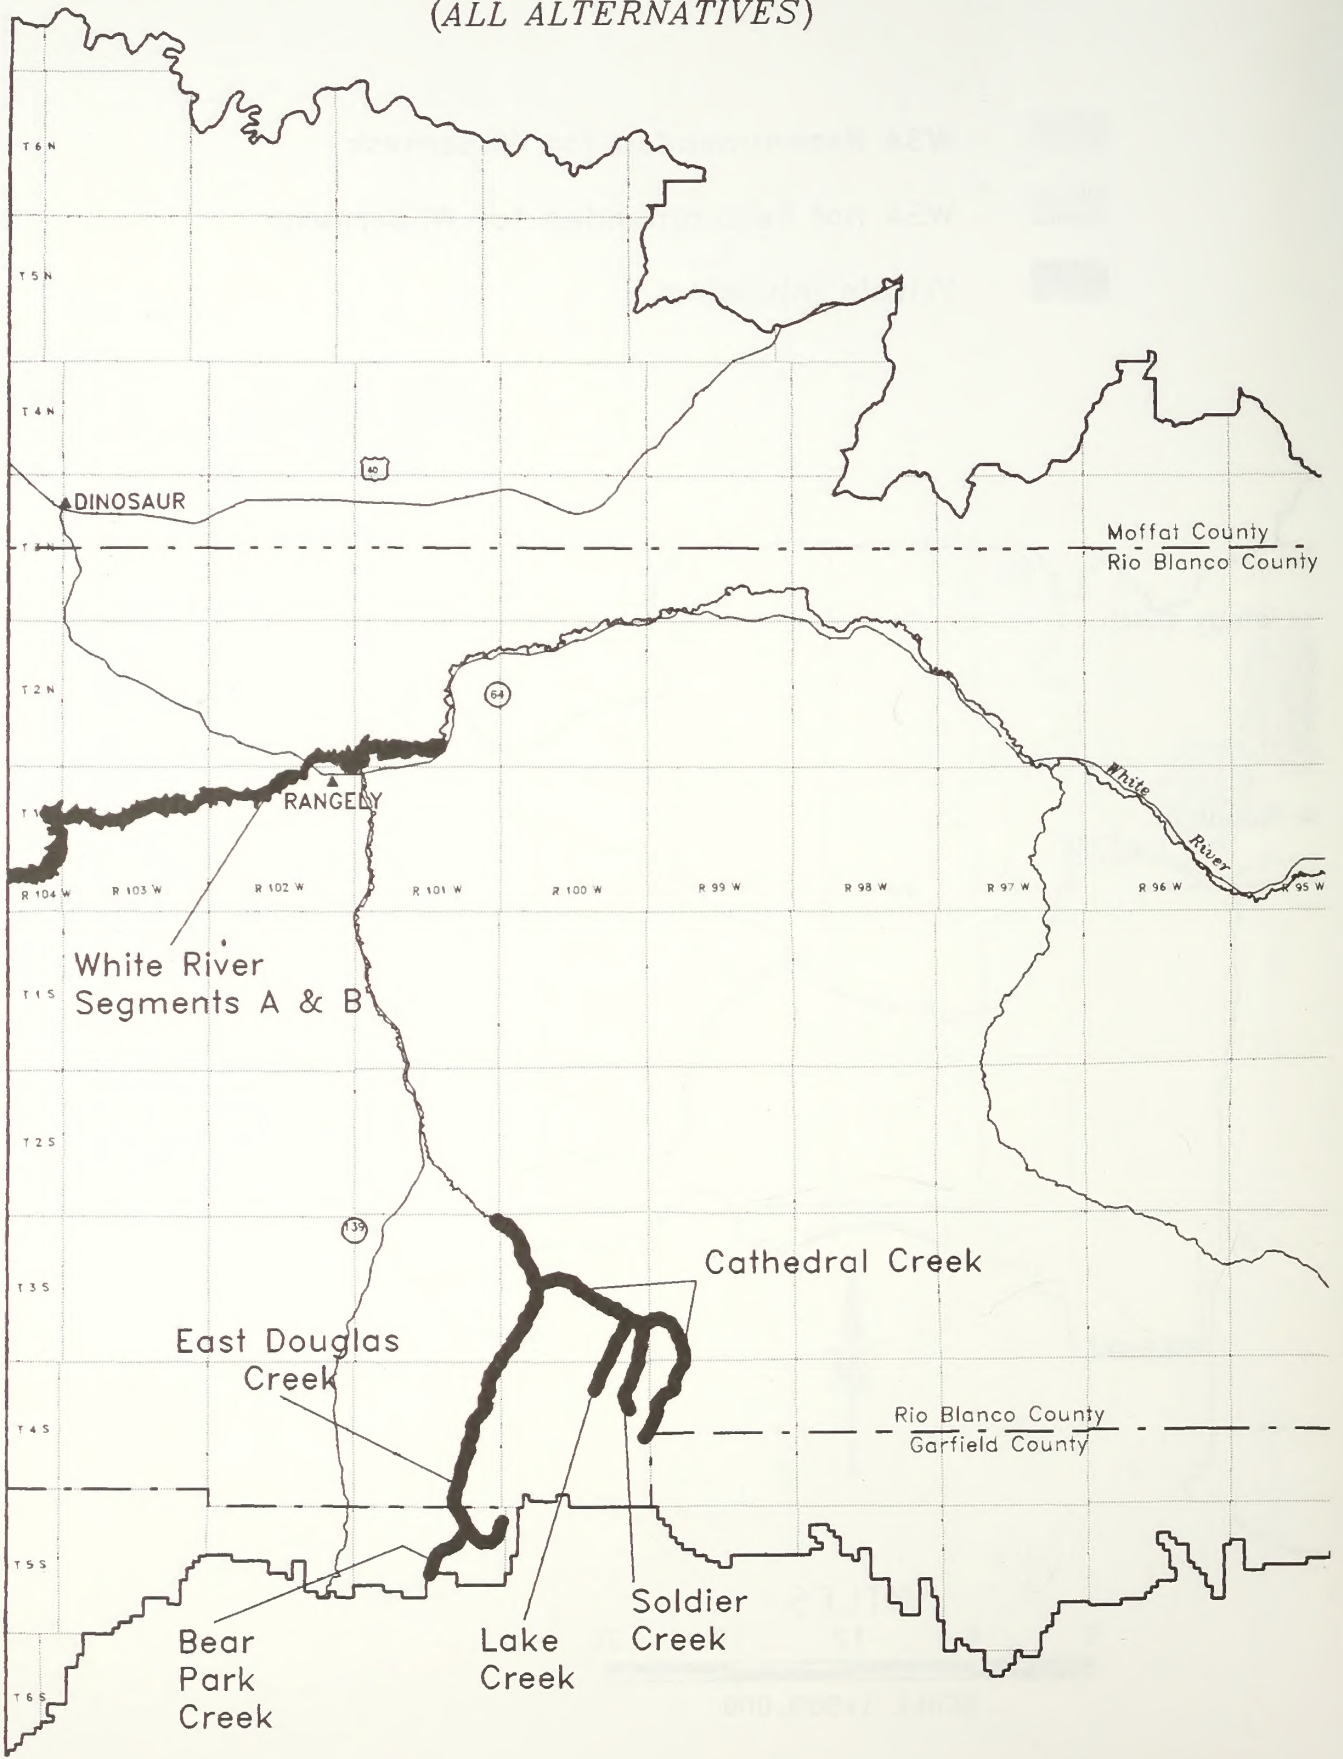 (ALL ALTERNATIVES)
T 6 N
T 5 N
T 4 N
40
DINOSAUR
T 3 N
Moffat County
Rio Blanco County
T 2 N
64
RANGELY
White
River
T 1
R 104 W
R 103 W
R 102 W
R 101 W
R 100 W
R 99 W
R 98 W
R 97 W
R 96 W
R 95 W
White River
Segments A & B
T 1 S
T 2 S
139
Cathedral Creek
T 3 S
East Douglas
Creek
Rio Blanco County
Garfield County
T 4 S
T 5 S
Bear
Park
Creek
Lake
Creek
Soldier
Creek
T 6 S